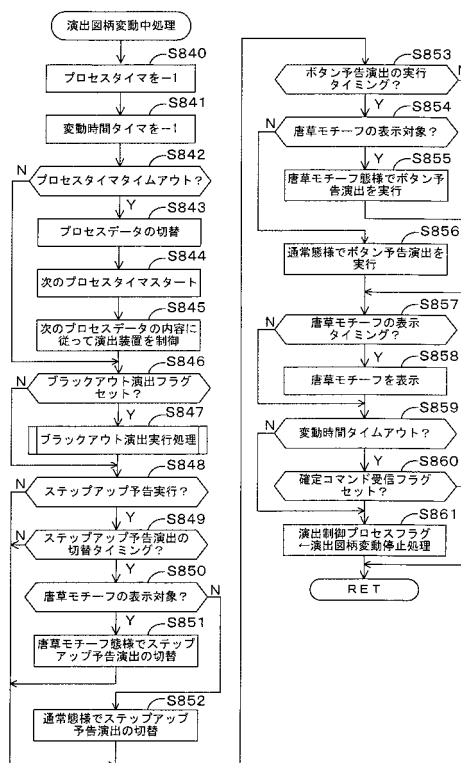 演出図柄変動中処理
S840
プロセスタイマを−1
S841
変動時間タイマを−1
S842
N
プロセスタイマタイムアウト？
Y
S843
プロセスデータの切替
S844
次のプロセスタイマスタート
S845
次のプロセスデータの内容に
従って演出装置を制御
S846
N
ブラックアウト演出フラグ
セット？
Y
S847
ブラックアウト演出実行処理
S848
N
ステップアップ予告実行？
Y
S849
N
ステップアップ予告演出の
切替タイミング？
Y
S850
唐草モチーフの表示対象？
N
Y
S851
唐草モチーフ態様でステップ
アップ予告演出の切替
S852
通常態様でステップアップ
予告演出の切替
S853
ボタン予告演出の実行
タイミング？
N
Y
S854
N
唐草モチーフの表示対象？
Y
S855
唐草モチーフ態様でボタン予
告演出を実行
S856
通常態様でボタン予告演出を
実行
S857
N
唐草モチーフの表示
タイミング？
Y
S858
唐草モチーフを表示
S859
N
変動時間タイムアウト？
Y
S860
確定コマンド受信フラグ
セット？
N
Y
S861
演出制御プロセスフラグ
←演出図柄変動停止処理
RET